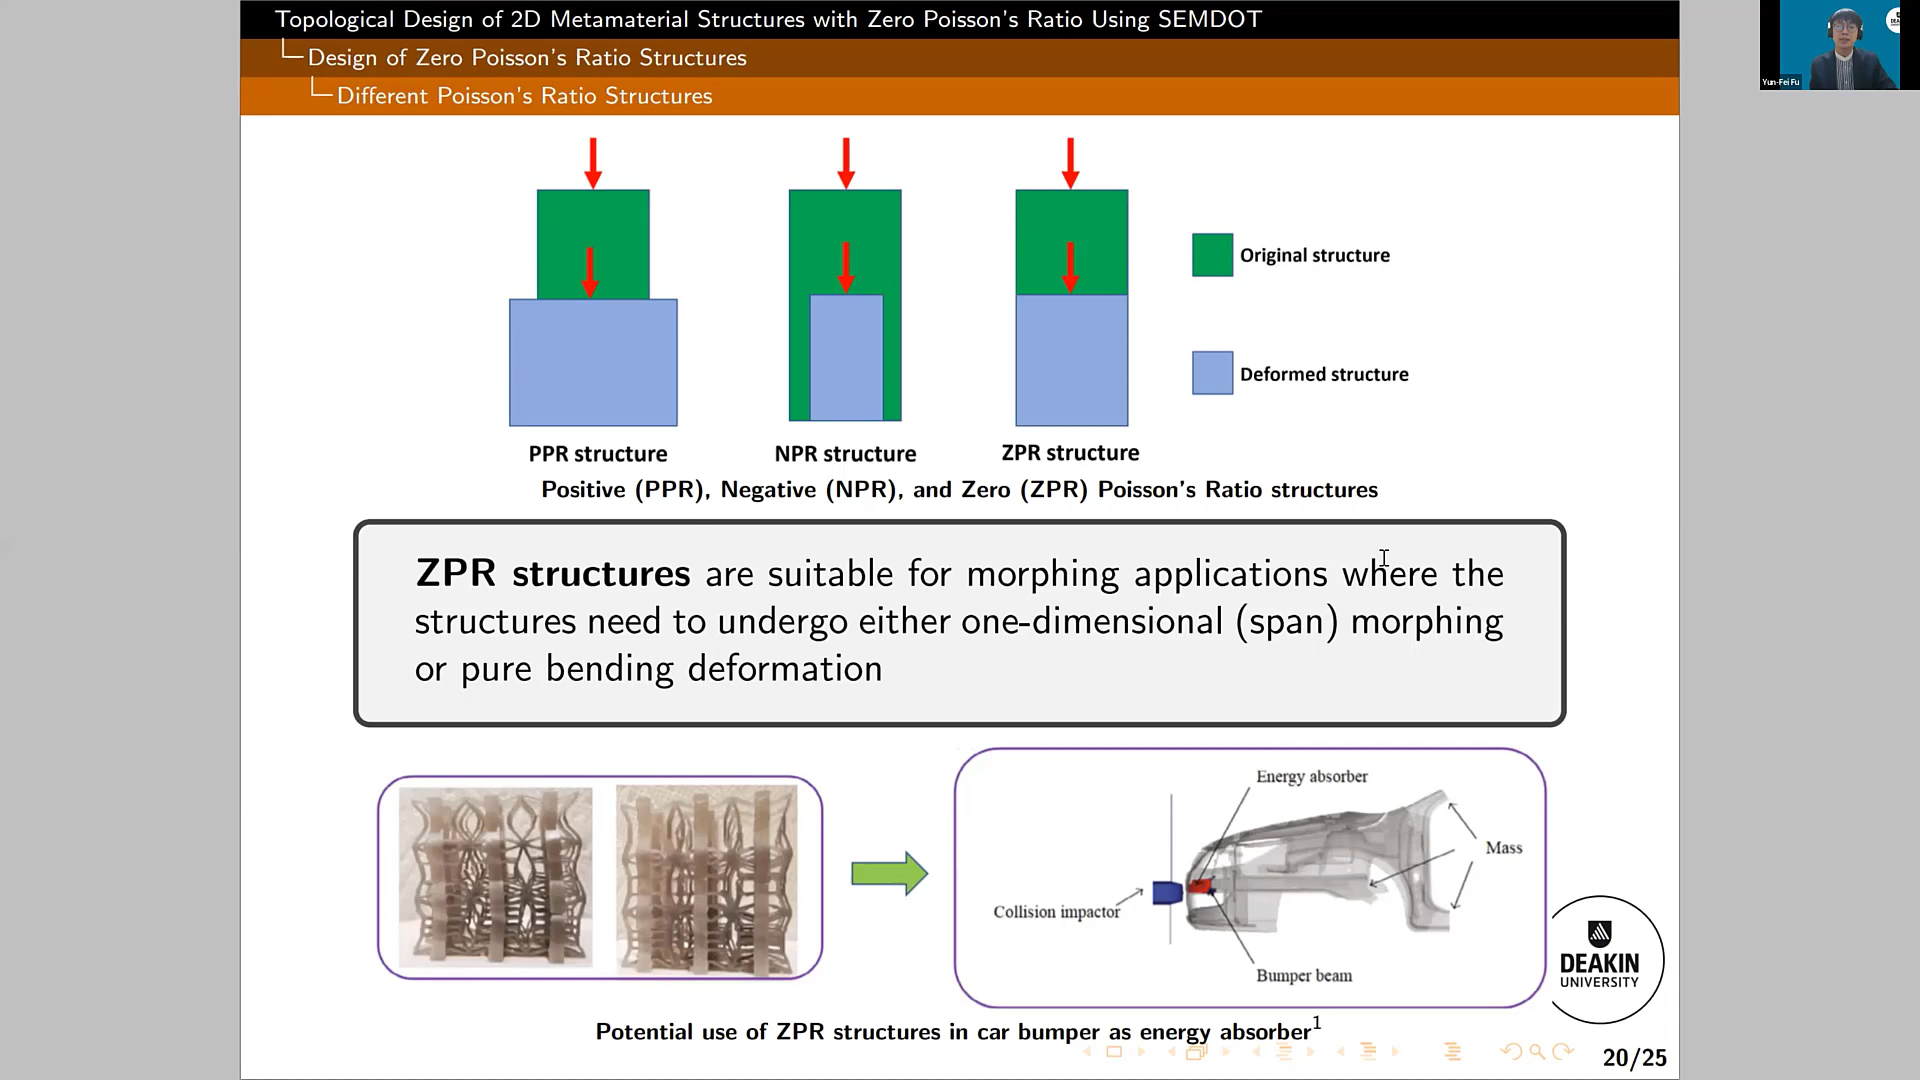 Topological Design of 2D Metamaterial Structures with Zero Poisson's Ratio Using SEMDOT
Design of Zero Poisson's Ratio Structures
Different Poisson's Ratio Structures
Yun-Fei Fu
Original structure
Deformed structure
PPR structure
NPR structure
ZPR structure
Positive (PPR), Negative (NPR), and Zero (ZPR) Poisson's Ratio structures
ZPR structures are suitable for morphing applications where the
structures need to undergo either one-dimensional (span) morphing
or pure bending deformation
Energy absorber
Mass
Collision impactor
Bumper beam
DEAKIN
UNIVERSITY
Potential use of ZPR structures in car bumper as energy absorber1
20/25